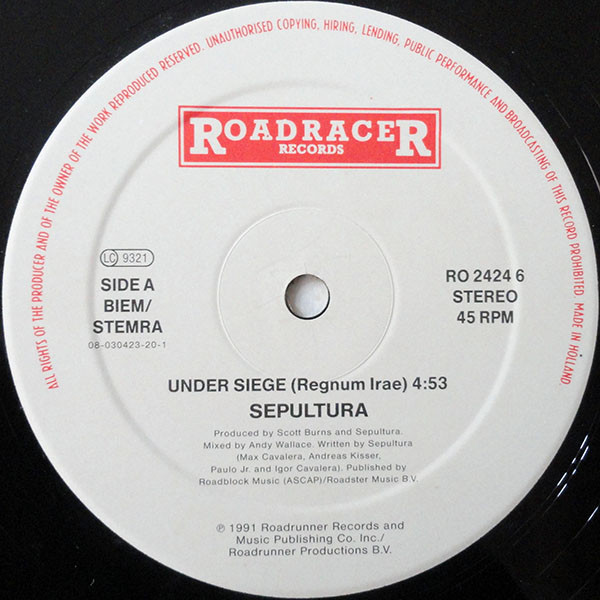 ALL RIGHTS OF THE PRODUCER AND OF THE OWNER OF THE WORK REPRODUCED RESERVED. UNAUTHORISED COPYING, HIRING, LENDING, PUBLIC PERFORMANCE AND BROADCASTING OF THIS RECORD PROHIBITED. MADE IN HOLLAND.
ROADRACER
RECORDS
LC 9321
SIDE A
BIEM/
STEMRA
08-030423-20-1
RO 2424 6
STEREO
45 RPM
UNDER SIEGE (Regnum Irae) 4:53
SEPULTURA
Produced by Scott Burns and Sepultura.
Mixed by Andy Wallace. Written by Sepultura
(Max Cavalera, Andreas Kisser,
Paulo Jr. and Igor Cavalera). Published by
Roadblock Music (ASCAP)/Roadster Music B.V.
℗ 1991 Roadrunner Records and
Music Publishing Co. Inc./
Roadrunner Productions B.V.